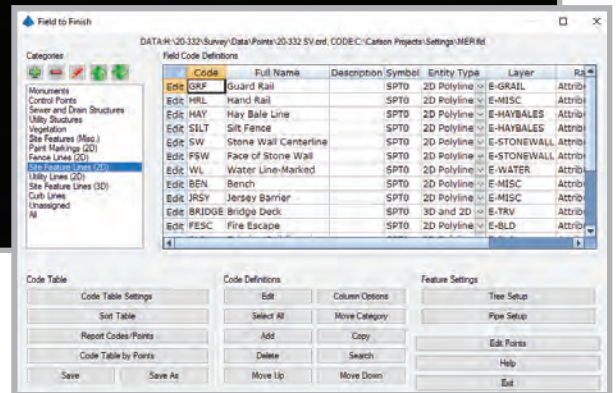 Field to Finish
DATA:H:\20-332\Survey\Data\Points\20-332 SV.crd, CODE:C:\Carlson Projects\Settings\MER.fld
Categories
Monuments
Control Points
Sewer and Drain Structures
Utility Stuctures
Vegetation
Site Features (Misc.)
Paint Markings (2D)
Fence Lines (2D)
Site Feature Lines (2D)
Utility Lines (2D)
Site Feature Lines (3D)
Curb Lines
Unassigned
All
Field Code Definitions
Code Full Name Description Symbol Entity Type Layer Ra
Edit GRF Guard Rail SPT0 2D Polyline E-GRAIL Attrib
Edit HRL Hand Rail SPT0 2D Polyline E-MISC Attrib
Edit HAY Hay Bale Line SPT0 2D Polyline E-HAYBALES Attrib
Edit SILT Silt Fence SPT0 2D Polyline E-HAYBALES Attrib
Edit SW Stone Wall Centerline SPT0 2D Polyline E-STONEWALL Attrib
Edit FSW Face of Stone Wall SPT0 2D Polyline E-STONEWALL Attrib
Edit WL Water Line-Marked SPT0 2D Polyline E-WATER Attrib
Edit BEN Bench SPT0 2D Polyline E-MISC Attrib
Edit JRSY Jersey Barrier SPT0 2D Polyline E-MISC Attrib
Edit BRIDGE Bridge Deck SPT0 3D and 2D E-TRV Attrib
Edit FESC Fire Escape SPT0 2D Polyline E-BLD Attrib
Code Table
Code Table Settings
Sort Table
Report Codes/Points
Code Table by Points
Save Save As
Code Definitions
Edit Column Options
Select All Move Category
Add Copy
Delete Search
Move Up Move Down
Feature Settings
Tree Setup
Pipe Setup
Edit Points
Help
Exit